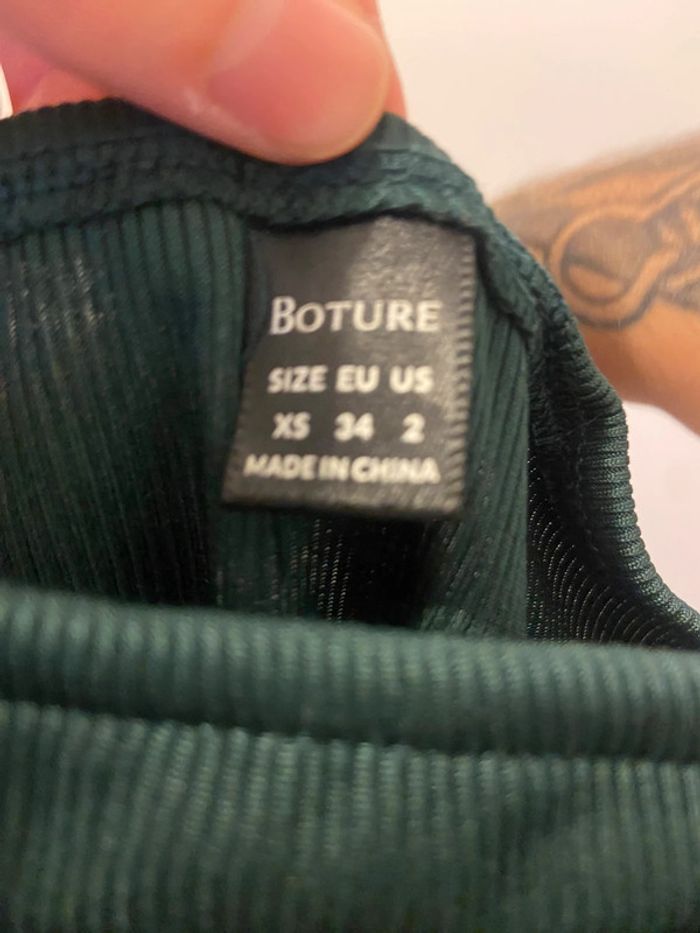 BOTURE
SIZE EU US
XS 34 2
MADE IN CHINA